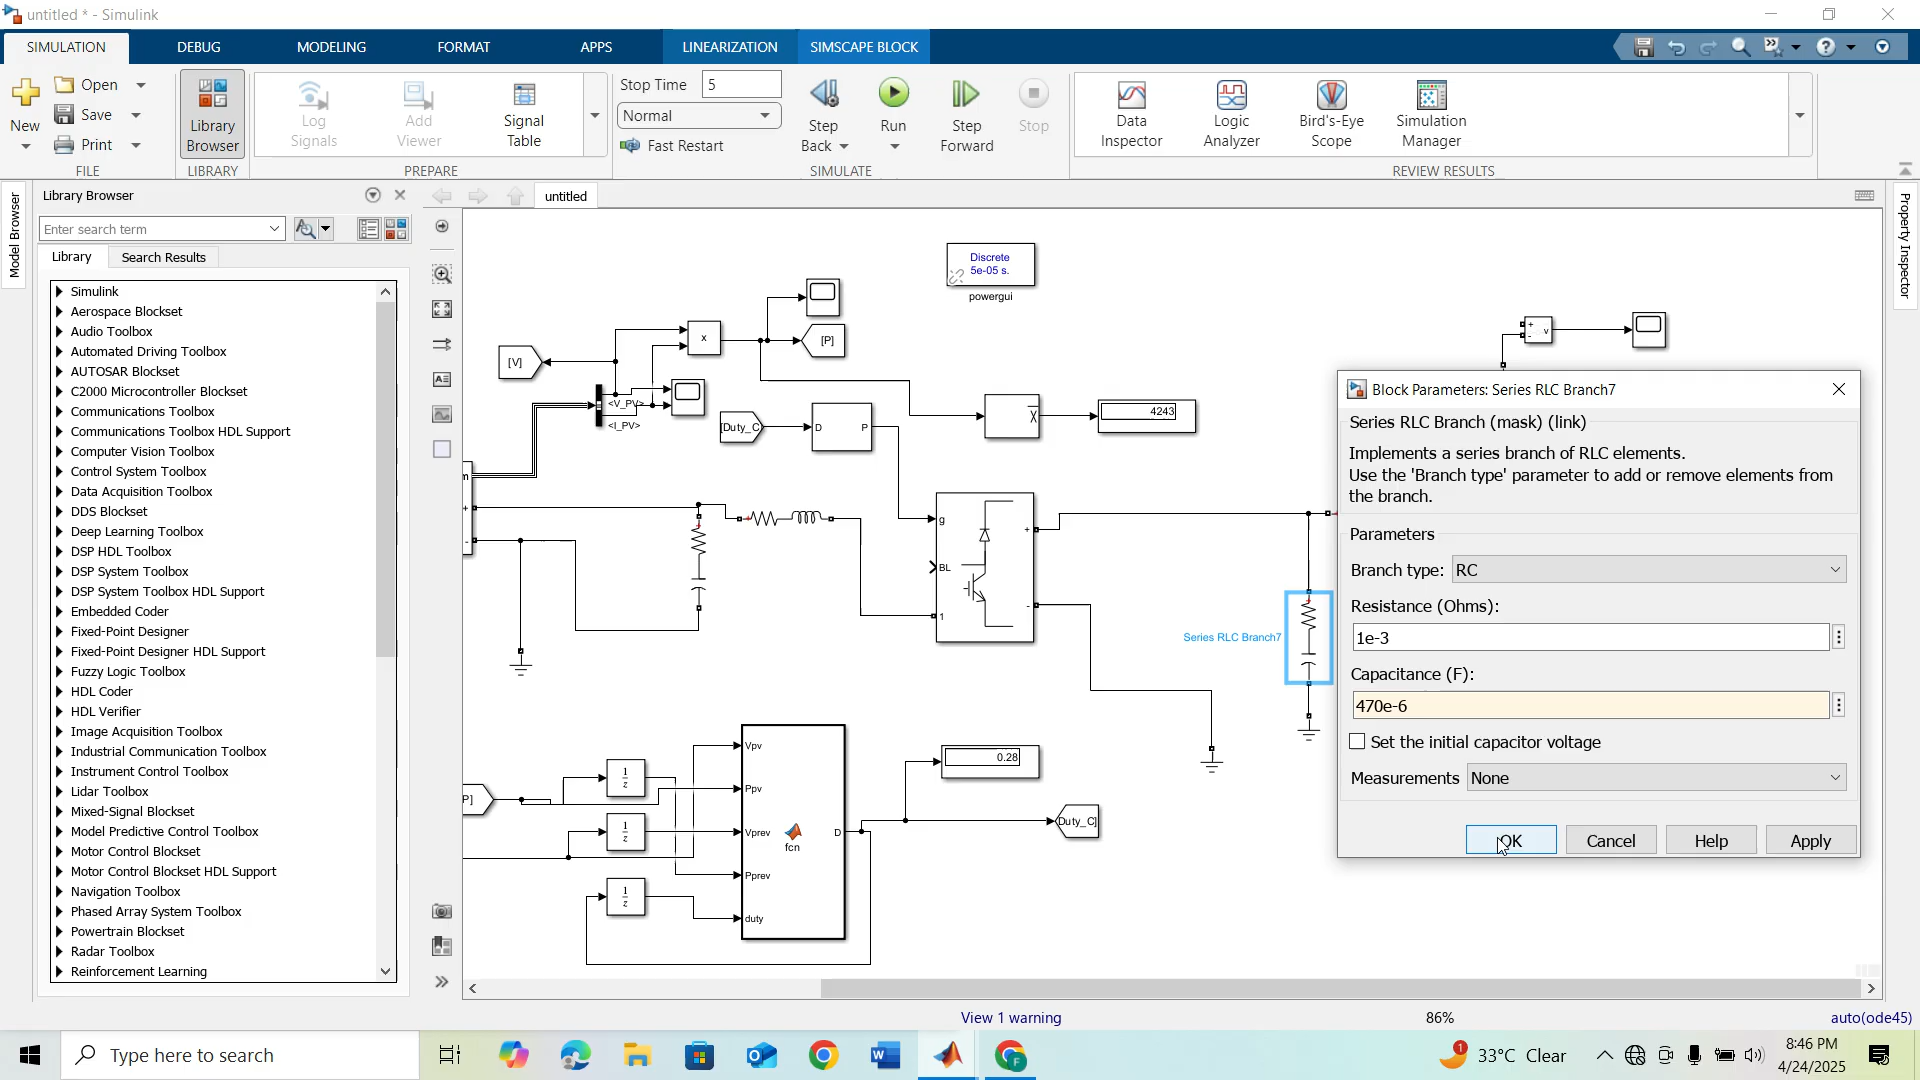 untitled * - Simulink
SIMULATION
DEBUG
MODELING
FORMAT
APPS
LINEARIZATION
SIMSCAPE BLOCK
New
Open
Save
Print
FILE
Library
Browser
LIBRARY
Log
Signals
Add
Viewer
Signal
Table
PREPARE
Stop Time 5
Normal
Fast Restart
Step
Back
Run
Step
Forward
Stop
SIMULATE
Data
Inspector
Logic
Analyzer
Bird's-Eye
Scope
Simulation
Manager
REVIEW RESULTS
Model Browser
Library Browser
Enter search term
Library
Search Results
Simulink
Aerospace Blockset
Audio Toolbox
Automated Driving Toolbox
AUTOSAR Blockset
C2000 Microcontroller Blockset
Communications Toolbox
Communications Toolbox HDL Support
Computer Vision Toolbox
Control System Toolbox
Data Acquisition Toolbox
DDS Blockset
Deep Learning Toolbox
DSP HDL Toolbox
DSP System Toolbox
DSP System Toolbox HDL Support
Embedded Coder
Fixed-Point Designer
Fixed-Point Designer HDL Support
Fuzzy Logic Toolbox
HDL Coder
HDL Verifier
Image Acquisition Toolbox
Industrial Communication Toolbox
Instrument Control Toolbox
Lidar Toolbox
Mixed-Signal Blockset
Model Predictive Control Toolbox
Motor Control Blockset
Motor Control Blockset HDL Support
Navigation Toolbox
Phased Array System Toolbox
Powertrain Blockset
Radar Toolbox
Reinforcement Learning
untitled
Discrete
5e-05 s.
powergui
[V]
x
[P]
<V_PV>
<I_PV>
[Duty_C
D
P
X
4243
+
-
v
m
+
-
g
BL
1
+
-
Series RLC Branch7
P]
1
z
1
z
1
z
Vpv
Ppv
Vprev
Pprev
duty
D
fcn
0.28
Duty_C]
Block Parameters: Series RLC Branch7
Series RLC Branch (mask) (link)
Implements a series branch of RLC elements.
Use the 'Branch type' parameter to add or remove elements from
the branch.
Parameters
Branch type: RC
Resistance (Ohms):
1e-3
Capacitance (F):
470e-6
Set the initial capacitor voltage
Measurements None
OK
Cancel
Help
Apply
Property Inspector
View 1 warning
86%
auto(ode45)
Type here to search
1
33°C Clear
8:46 PM
4/24/2025